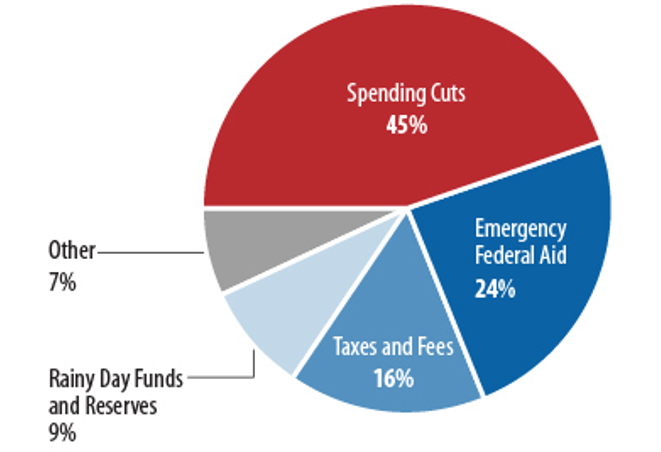 Spending Cuts
45%
Emergency
Federal Aid
24%
Other
7%
Taxes and Fees
16%
Rainy Day Funds
and Reserves
9%